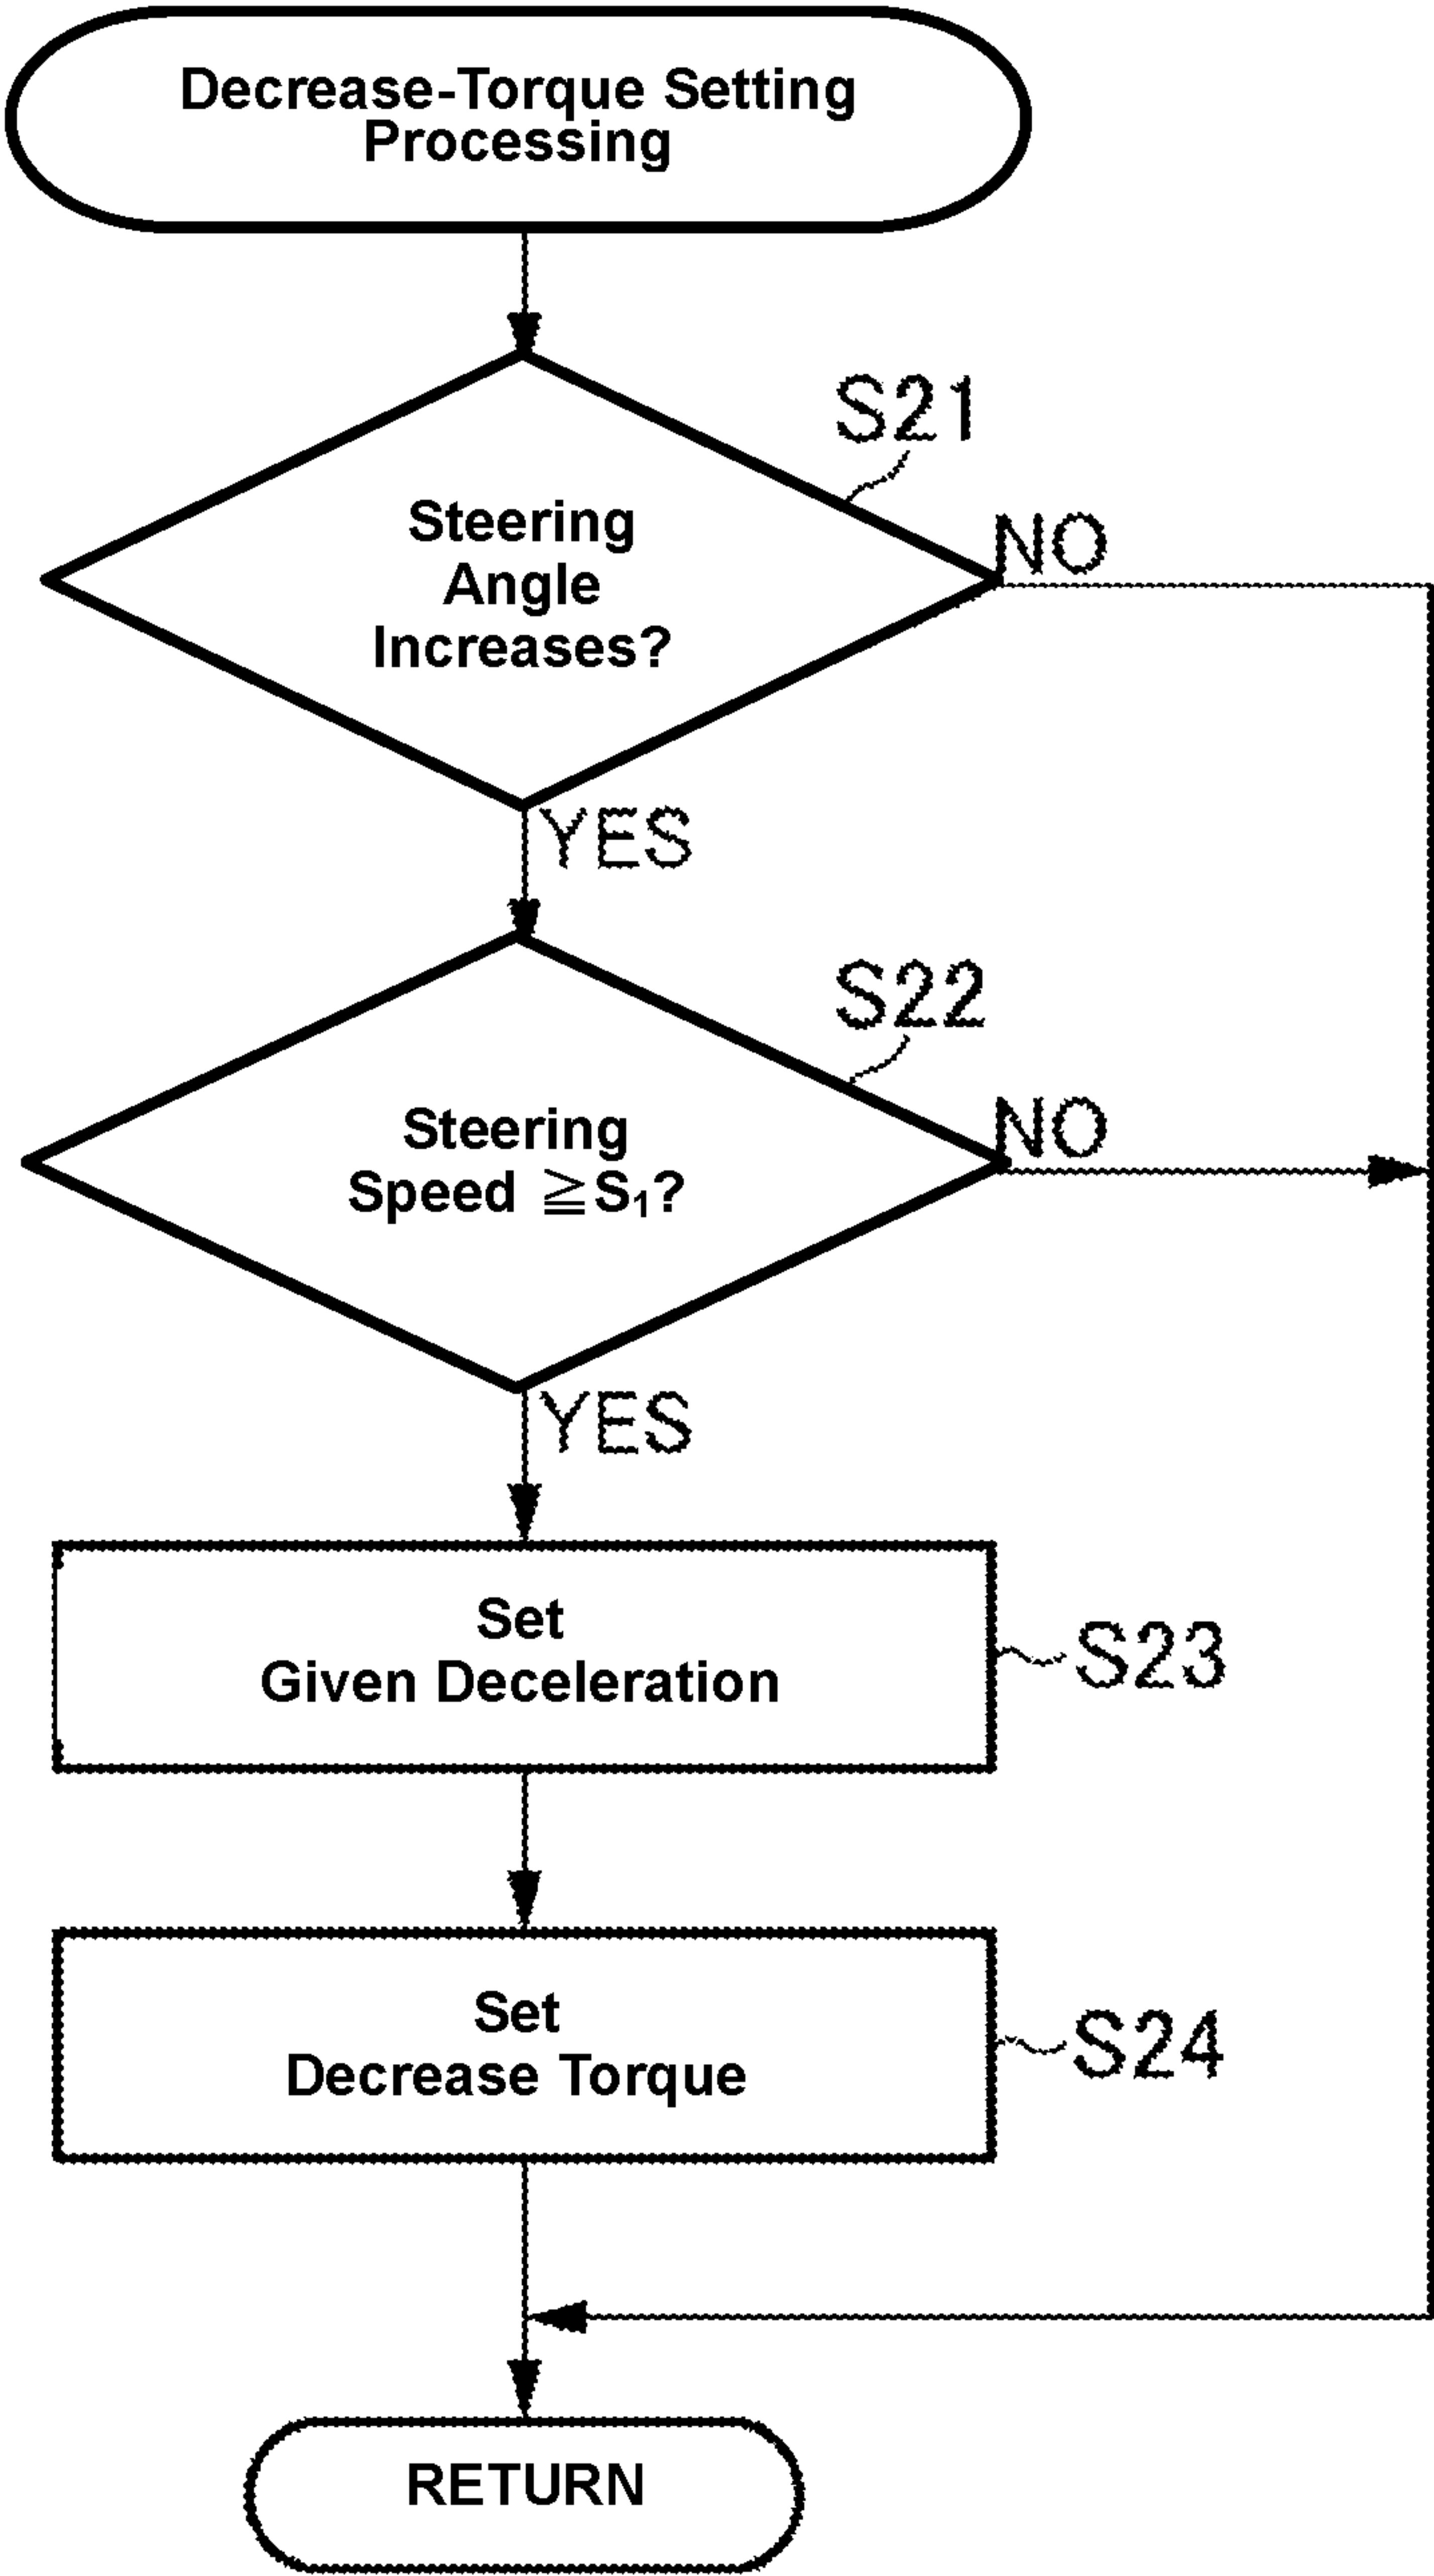 Decrease-Torque Setting
Processing
S21
Steering
Angle
Increases?
NO
YES
S22
Steering
Speed ≧S₁?
NO
YES
Set
Given Deceleration
S23
Set
Decrease Torque
S24
RETURN